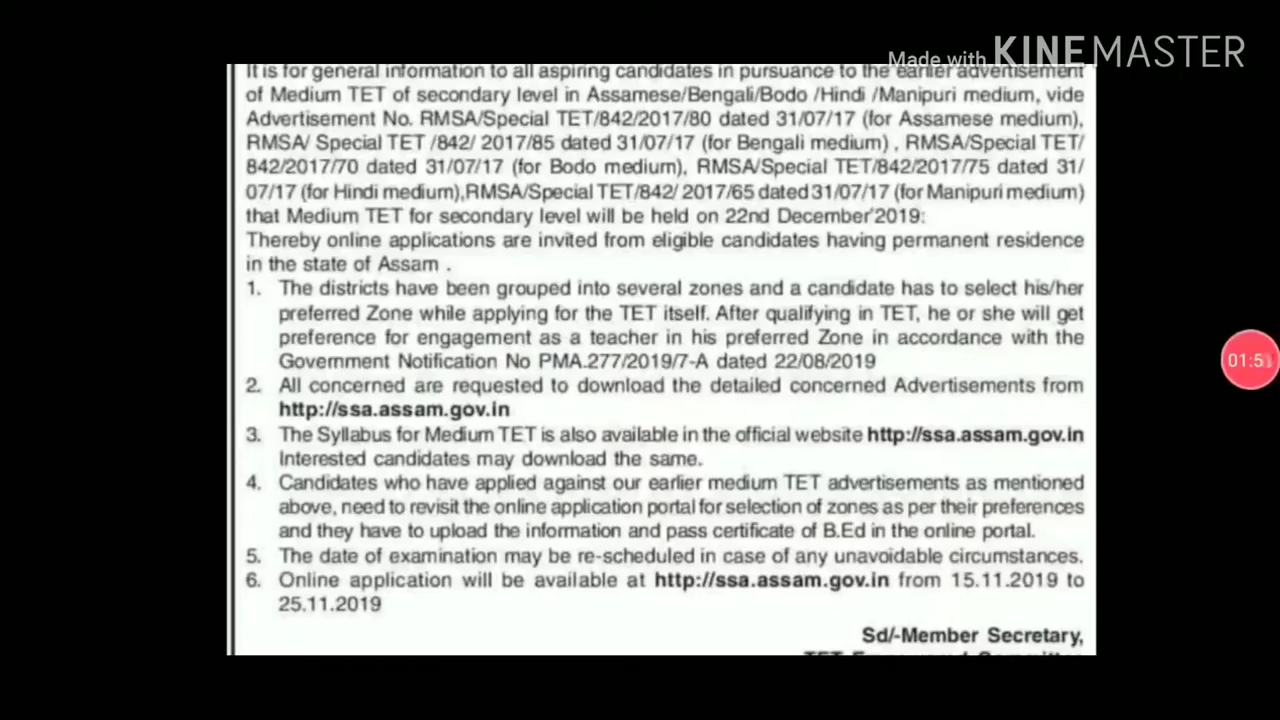 Made with KINEMASTER
It is for general information to all aspiring candidates in pursuance to the earlier advertisement
of Medium TET of secondary level in Assamese/Bengali/Bodo /Hindi /Manipuri medium, vide
Advertisement No. RMSA/Special TET/842/2017/80 dated 31/07/17 (for Assamese medium),
RMSA/ Special TET /842/ 2017/85 dated 31/07/17 (for Bengali medium) , RMSA/Special TET/
842/2017/70 dated 31/07/17 (for Bodo medium), RMSA/Special TET/842/2017/75 dated 31/
07/17 (for Hindi medium),RMSA/Special TET/842/ 2017/65 dated 31/07/17 (for Manipuri medium)
that Medium TET for secondary level will be held on 22nd December'2019:
Thereby online applications are invited from eligible candidates having permanent residence
in the state of Assam .
1. The districts have been grouped into several zones and a candidate has to select his/her
preferred Zone while applying for the TET itself. After qualifying in TET, he or she will get
preference for engagement as a teacher in his preferred Zone in accordance with the
Government Notification No PMA.277/2019/7-A dated 22/08/2019
2. All concerned are requested to download the detailed concerned Advertisements from
http://ssa.assam.gov.in
3. The Syllabus for Medium TET is also available in the official website http://ssa.assam.gov.in
Interested candidates may download the same.
4. Candidates who have applied against our earlier medium TET advertisements as mentioned
above, need to revisit the online application portal for selection of zones as per their preferences
and they have to upload the information and pass certificate of B.Ed in the online portal.
5. The date of examination may be re-scheduled in case of any unavoidable circumstances.
6. Online application will be available at http://ssa.assam.gov.in from 15.11.2019 to
25.11.2019
Sd/-Member Secretary,